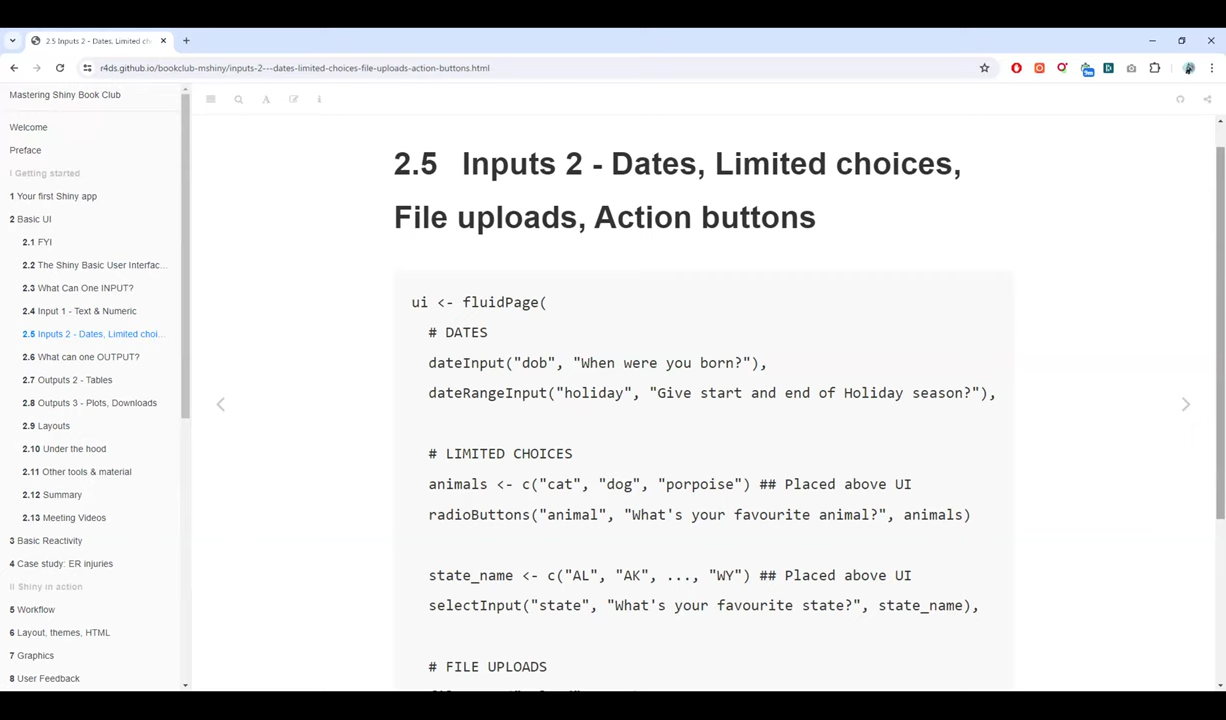 2.5 Inputs 2 - Dates, Limited ch
r4ds.github.io/bookclub-mshiny/inputs-2---dates-limited-choices-file-uploads-action-buttons.html
Mastering Shiny Book Club
Welcome
Preface
I Getting started
1 Your first Shiny app
2 Basic UI
2.1 FYI
2.2 The Shiny Basic User Interfac...
2.3 What Can One INPUT?
2.4 Input 1 - Text & Numeric
2.5 Inputs 2 - Dates, Limited choi...
2.6 What can one OUTPUT?
2.7 Outputs 2 - Tables
2.8 Outputs 3 - Plots, Downloads
2.9 Layouts
2.10 Under the hood
2.11 Other tools & material
2.12 Summary
2.13 Meeting Videos
3 Basic Reactivity
4 Case study: ER injuries
II Shiny in action
5 Workflow
6 Layout, themes, HTML
7 Graphics
8 User Feedback
2.5 Inputs 2 - Dates, Limited choices,
File uploads, Action buttons
ui <- fluidPage(
# DATES
dateInput("dob", "When were you born?"),
dateRangeInput("holiday", "Give start and end of Holiday season?"),
# LIMITED CHOICES
animals <- c("cat", "dog", "porpoise") ## Placed above UI
radioButtons("animal", "What's your favourite animal?", animals)
state_name <- c("AL", "AK", ..., "WY") ## Placed above UI
selectInput("state", "What's your favourite state?", state_name),
# FILE UPLOADS